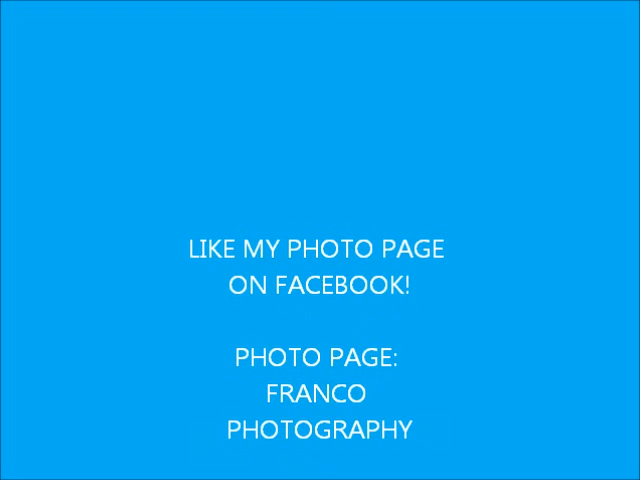 LIKE MY PHOTO PAGE
ON FACEBOOK!
PHOTO PAGE:
FRANCO
PHOTOGRAPHY